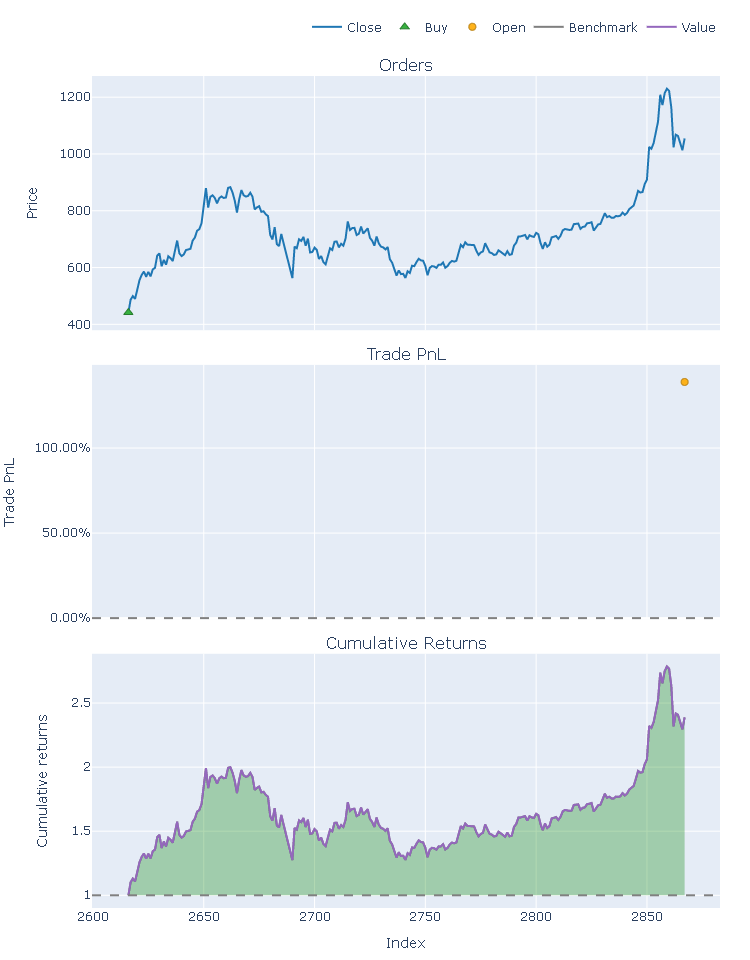 Close Buy Open Benchmark Value
Orders
1200
1000
800
600
400
Price
Trade PnL
100.00%
50.00%
0.00%
Trade PnL
Cumulative Returns
2.5
2
1.5
1
Cumulative returns
2600 2650 2700 2750 2800 2850
Index